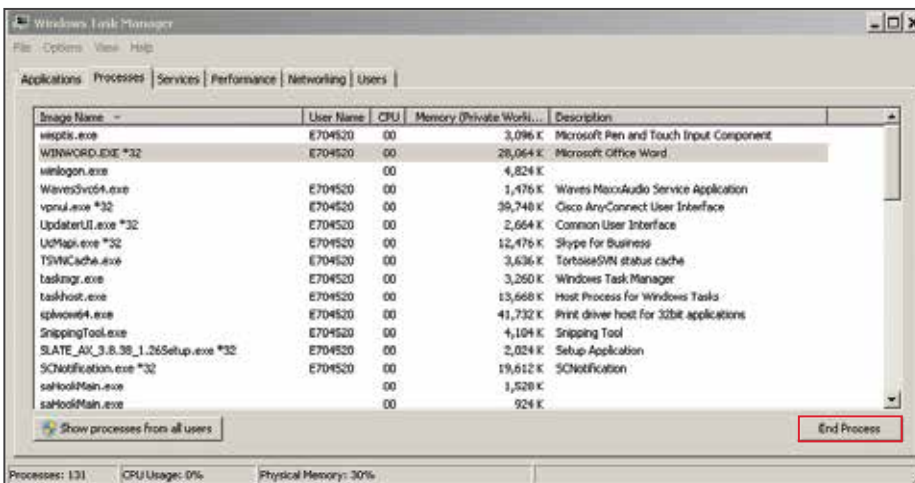 Windows Task Manager
File Options View Help
Applications Processes Services Performance Networking Users
Image Name User Name CPU Memory (Private Worki... Description
wisptis.exe E704520 00 3,096 K Microsoft Pen and Touch Input Component
WINWORD.EXE *32 E704520 00 28,064 K Microsoft Office Word
winlogon.exe 00 4,824 K
WavesSvc64.exe E704520 00 1,476 K Waves MaxxAudio Service Application
vpnui.exe *32 E704520 00 39,748 K Cisco AnyConnect User Interface
UpdaterUI.exe *32 E704520 00 2,664 K Common User Interface
UcMapi.exe *32 E704520 00 12,476 K Skype for Business
TSVNCache.exe E704520 00 3,636 K TortoiseSVN status cache
taskmgr.exe E704520 00 3,260 K Windows Task Manager
taskhost.exe E704520 00 13,668 K Host Process for Windows Tasks
splwow64.exe E704520 00 41,732 K Print driver host for 32bit applications
SnippingTool.exe E704520 00 4,104 K Snipping Tool
SLATE_AX_3.8.38_1.26Setup.exe *32 E704520 00 2,024 K Setup Application
SCNotification.exe *32 E704520 00 19,612 K SCNotification
saHookMain.exe 00 1,528 K
saHookMain.exe 00 924 K
Show processes from all users End Process
Processes: 131 CPU Usage: 0% Physical Memory: 30%